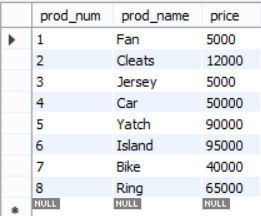 prod_num prod_name price
1 Fan 5000
2 Cleats 12000
3 Jersey 5000
4 Car 50000
5 Yatch 90000
6 Island 95000
7 Bike 40000
8 Ring 65000
NULL NULL NULL